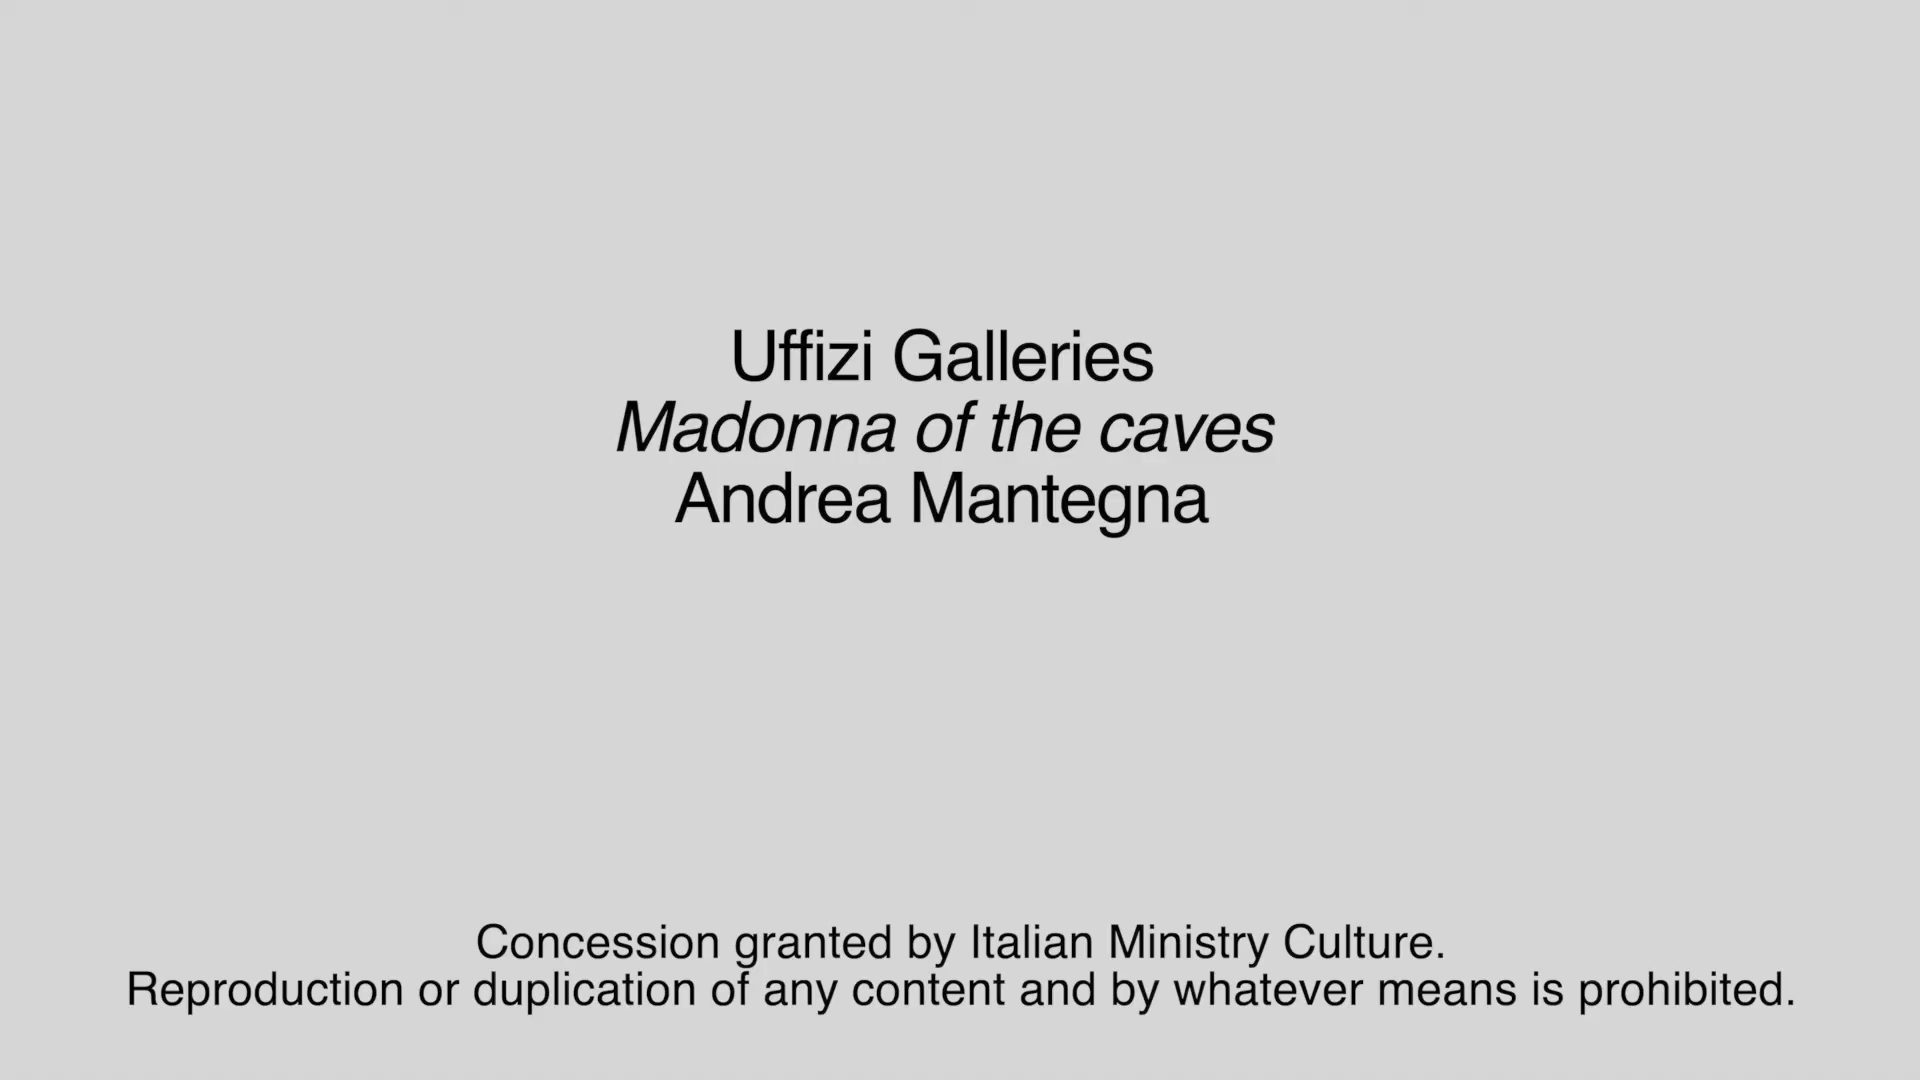 Uffizi Galleries
Madonna of the caves
Andrea Mantegna
Concession granted by Italian Ministry Culture.
Reproduction or duplication of any content and by whatever means is prohibited.